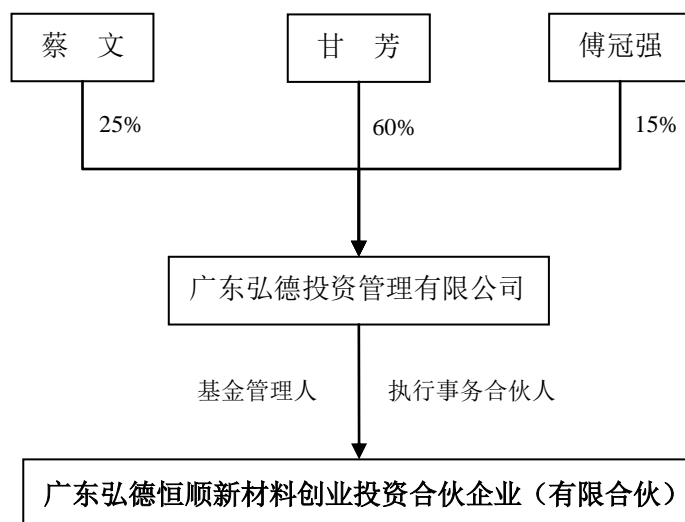 蔡　文
甘　芳
傅冠强
25%
60%
15%
广东弘德投资管理有限公司
基金管理人
执行事务合伙人
广东弘德恒顺新材料创业投资合伙企业（有限合伙）